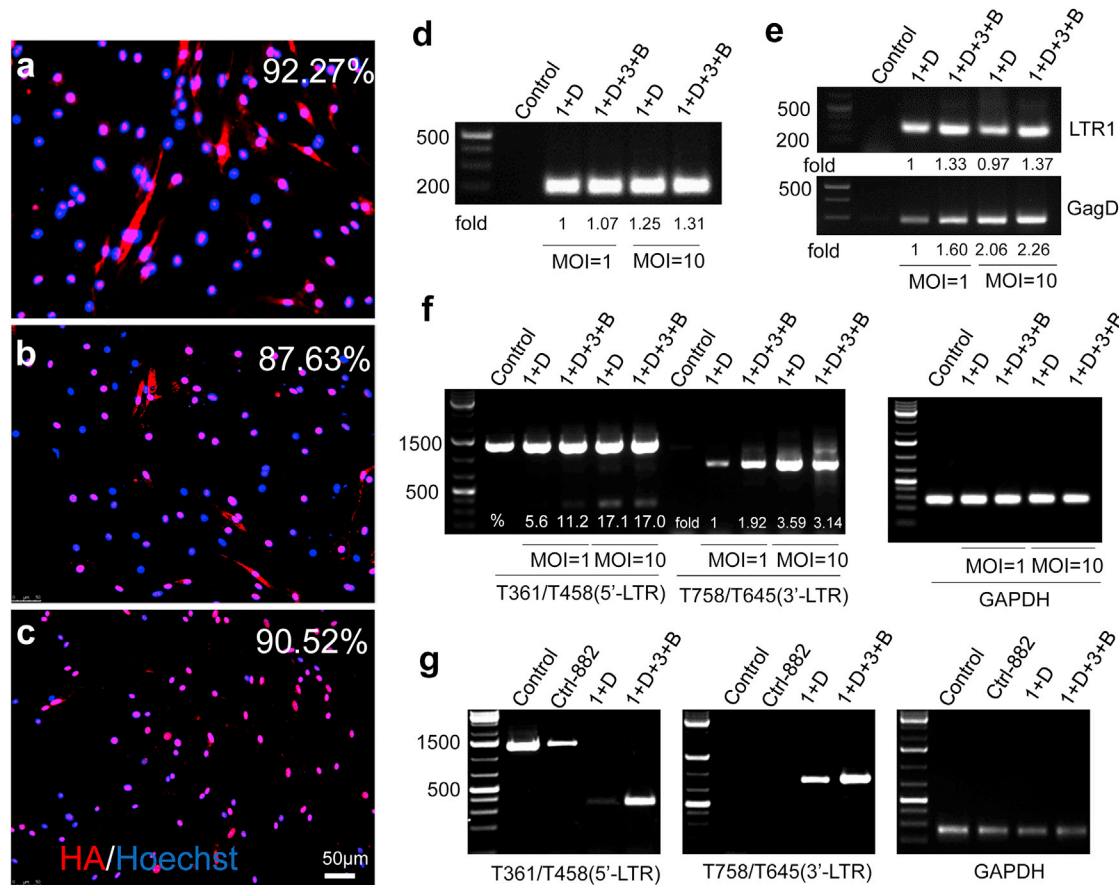 a
92.27%
b
87.63%
c
90.52%
HA/Hoechst
50μm
d
Control
1+D
1+D+3+B
1+D
1+D+3+B
500
200
fold
1
1.07
1.25
1.31
MOI=1
MOI=10
e
Control
1+D
1+D+3+B
1+D
1+D+3+B
500
200
LTR1
fold
1
1.33
0.97
1.37
500
GagD
fold
1
1.60
2.06
2.26
MOI=1
MOI=10
f
Control
1+D
1+D+3+B
1+D
1+D+3+B
Control
1+D
1+D+3+B
1+D
1+D+3+B
1500
500
%
5.6
11.2
17.1
17.0
fold
1
1.92
3.59
3.14
MOI=1
MOI=10
MOI=1
MOI=10
T361/T458(5'-LTR)
T758/T645(3'-LTR)
Control
1+D
1+D+3+B
1+D
1+D+3+B
MOI=1
MOI=10
GAPDH
g
Control
Ctrl-882
1+D
1+D+3+B
1500
500
T361/T458(5'-LTR)
Control
Ctrl-882
1+D
1+D+3+B
T758/T645(3'-LTR)
Control
Ctrl-882
1+D
1+D+3+B
GAPDH